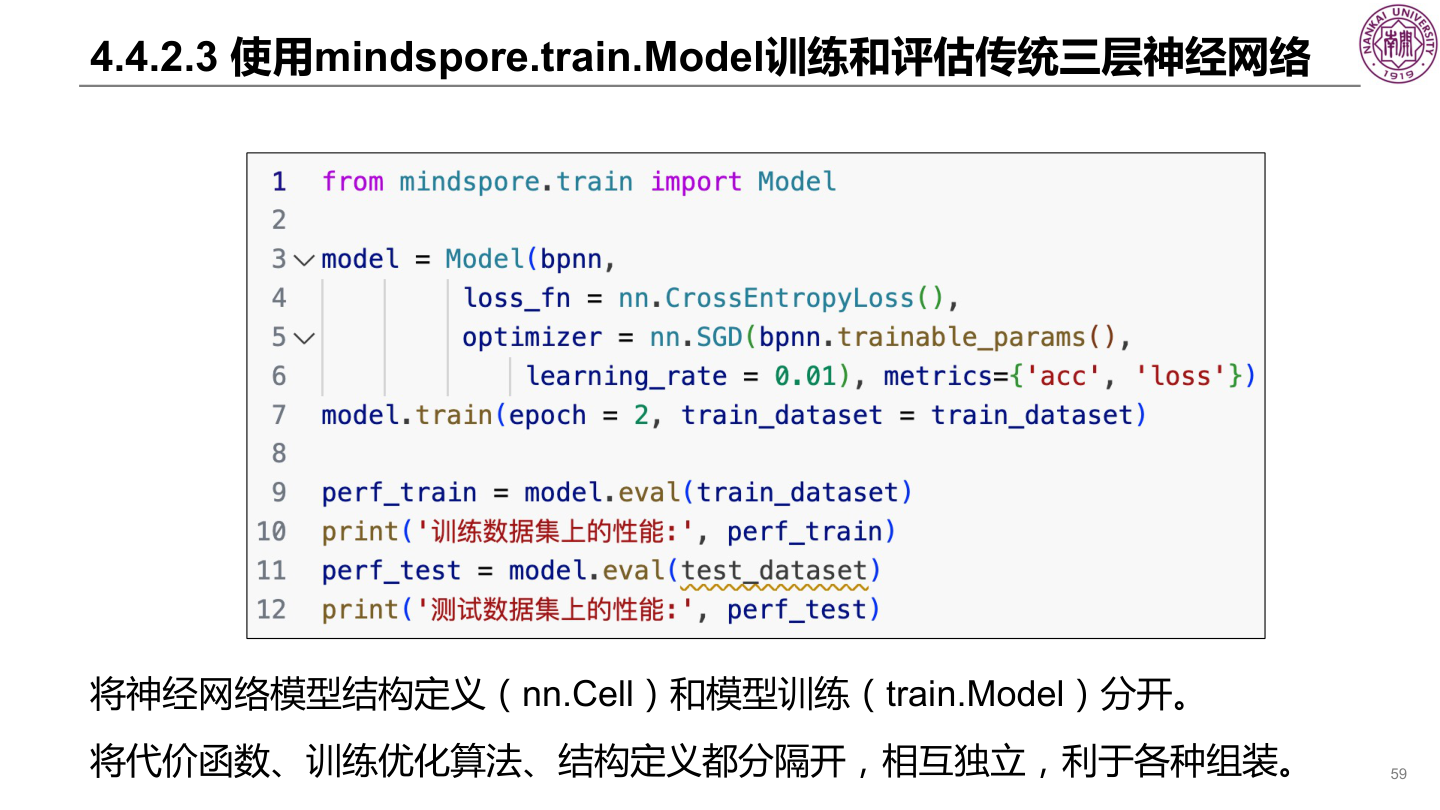 4.4.2.3 使用mindspore.train.Model训练和评估传统三层神经网络
NANKAI UNIVERSITY
南開
1919
1 from mindspore.train import Model
2
3 model = Model(bpnn,
4 loss_fn = nn.CrossEntropyLoss(),
5 optimizer = nn.SGD(bpnn.trainable_params(),
6 learning_rate = 0.01), metrics={'acc', 'loss'})
7 model.train(epoch = 2, train_dataset = train_dataset)
8
9 perf_train = model.eval(train_dataset)
10 print('训练数据集上的性能:', perf_train)
11 perf_test = model.eval(test_dataset)
12 print('测试数据集上的性能:', perf_test)
将神经网络模型结构定义（nn.Cell）和模型训练（train.Model）分开。
将代价函数、训练优化算法、结构定义都分隔开，相互独立，利于各种组装。
59